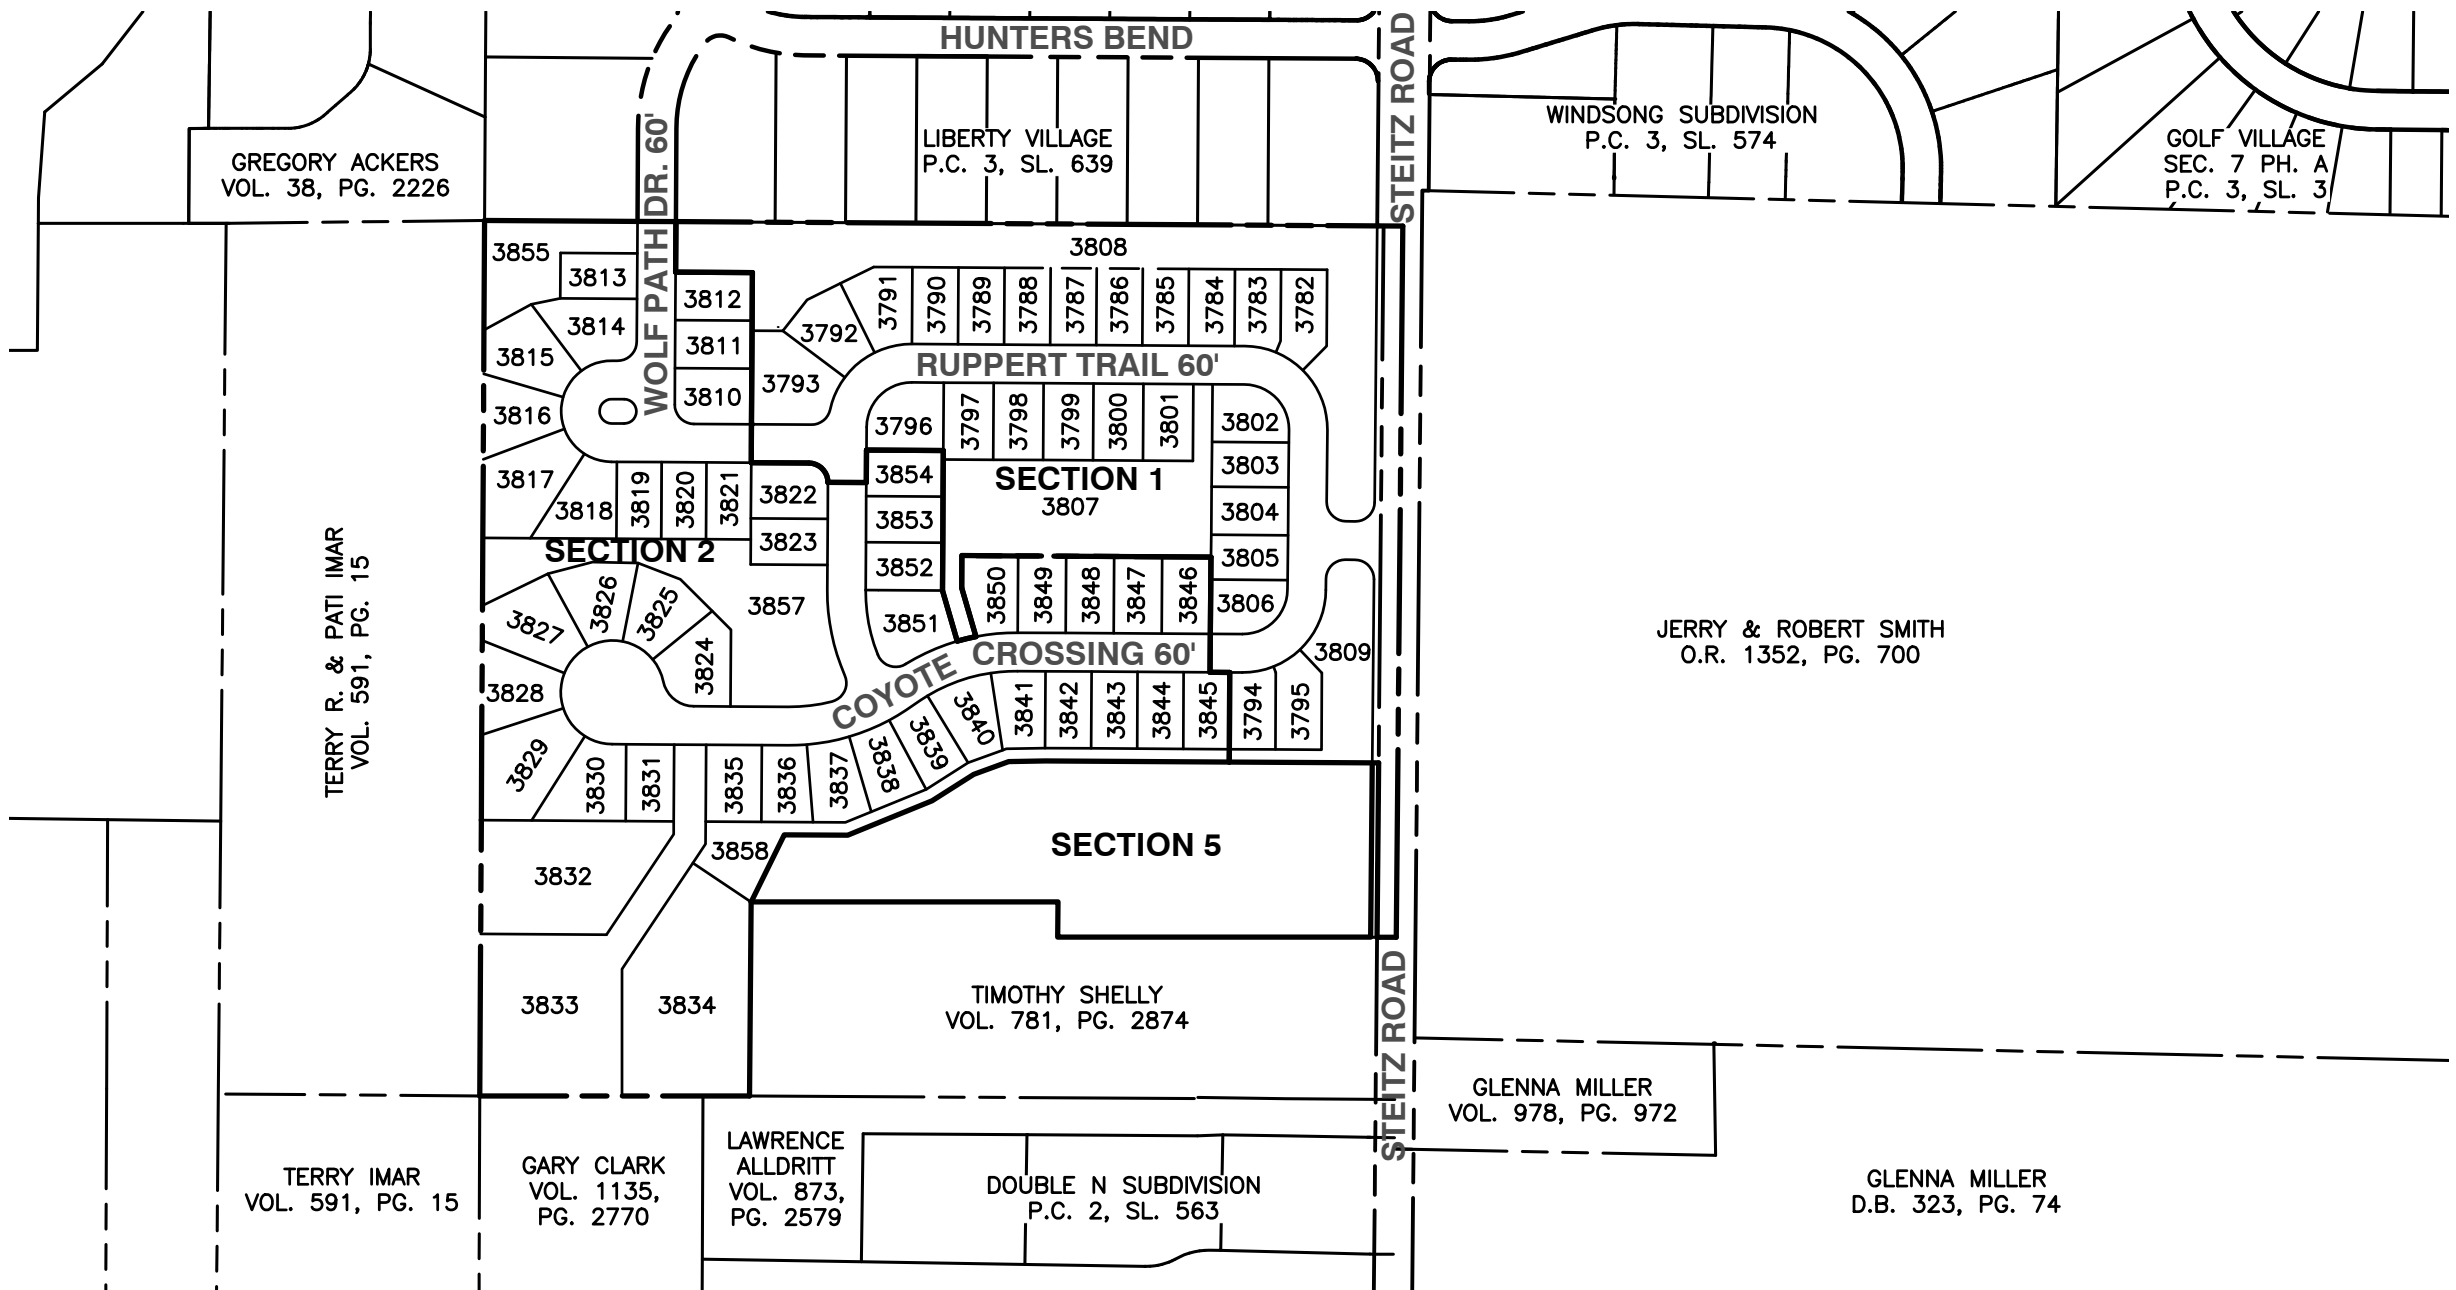 HUNTERS BEND
STEITZ ROAD
WINDSONG SUBDIVISION
P.C. 3, SL. 574
LIBERTY VILLAGE
P.C. 3, SL. 639
GOLF VILLAGE
SEC. 7 PH. A
P.C. 3, SL. 3
GREGORY ACKERS
VOL. 38, PG. 2226
WOLF PATH DR. 60'
3855
3808
3813
3812
3791
3790
3789
3788
3787
3786
3785
3784
3783
3782
3814
3792
3811
3815
RUPPERT TRAIL 60'
3793
3810
3816
3796
3797
3798
3799
3800
3801
3802
3817
3854
SECTION 1
3803
3818
3819
3820
3821
3822
3807
3804
3853
3823
SECTION 2
3805
3852
3850
3849
3848
3847
3846
3806
3827
3826
3825
3857
3851
TERRY R. & PATI IMAR
VOL. 591, PG. 15
JERRY & ROBERT SMITH
O.R. 1352, PG. 700
3824
COYOTE CROSSING 60'
3809
3828
3840
3841
3842
3843
3844
3845
3794
3795
3829
3830
3831
3835
3836
3837
3838
3839
3858
SECTION 5
3832
3833
3834
TIMOTHY SHELLY
VOL. 781, PG. 2874
STEITZ ROAD
GLENNA MILLER
VOL. 978, PG. 972
LAWRENCE
ALLDRITT
VOL. 873,
PG. 2579
TERRY IMAR
VOL. 591, PG. 15
GARY CLARK
VOL. 1135,
PG. 2770
DOUBLE N SUBDIVISION
P.C. 2, SL. 563
GLENNA MILLER
D.B. 323, PG. 74